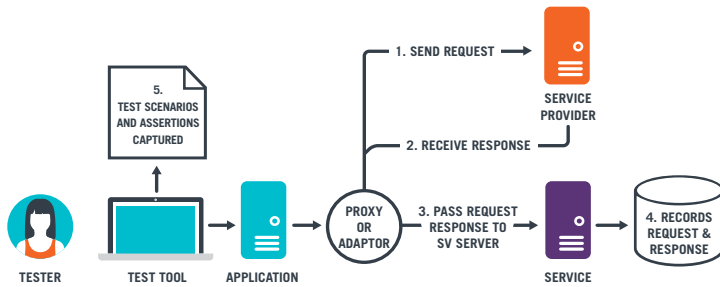 1. SEND REQUEST
5.
TEST SCENARIOS
AND ASSERTIONS
CAPTURED
SERVICE
PROVIDER
2. RECEIVE RESPONSE
PROXY
OR
ADAPTOR
3. PASS REQUEST
RESPONSE TO
SV SERVER
4. RECORDS
REQUEST &
RESPONSE
TESTER
TEST TOOL
APPLICATION
SERVICE